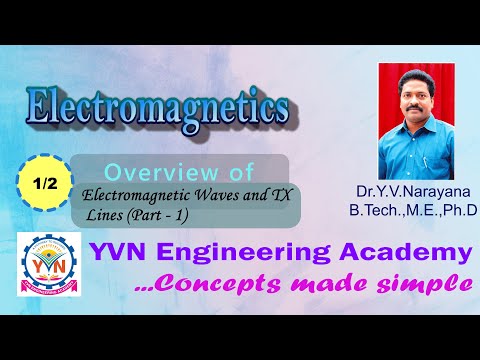 Electromagnetics
1/2
Overview of
Electromagnetic Waves and TX
Lines (Part - 1)
Dr.Y.V.Narayana
B.Tech.,M.E.,Ph.D
YVN
YVN Engineering Academy
...Concepts made simple